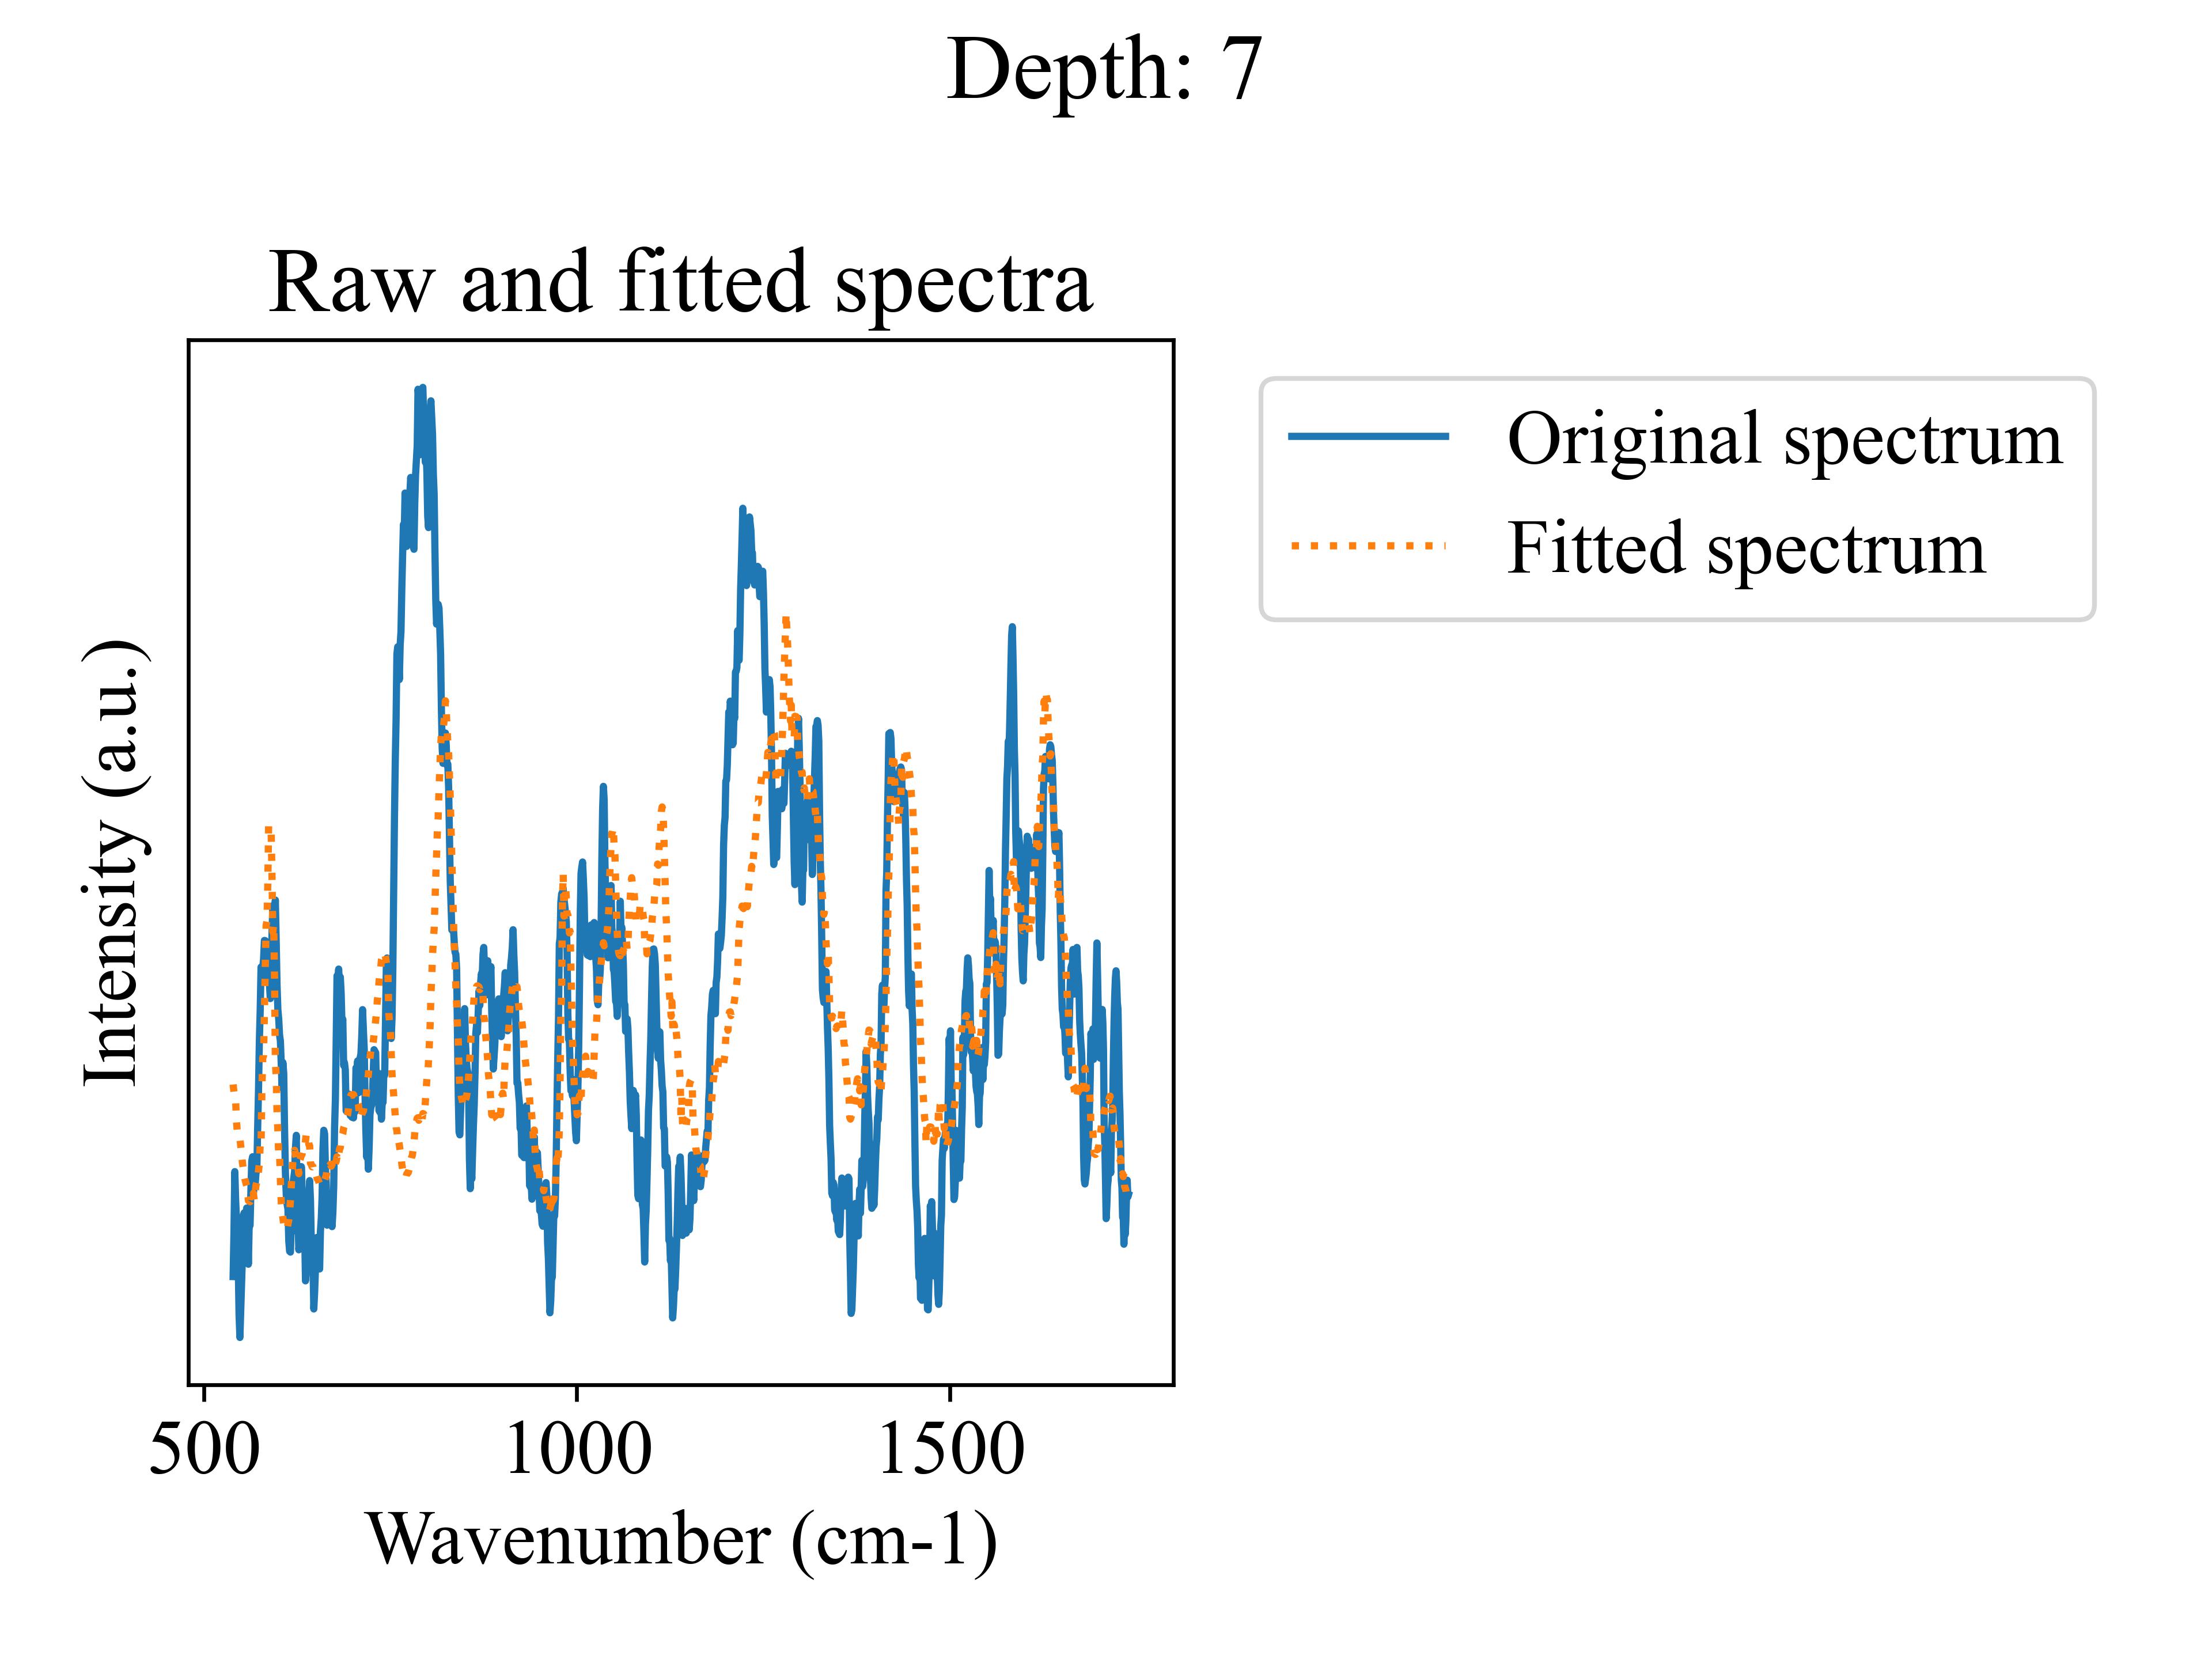 Depth: 7
Raw and fitted spectra
Original spectrum
Fitted spectrum
Intensity (a.u.)
500 1000 1500
Wavenumber (cm-1)